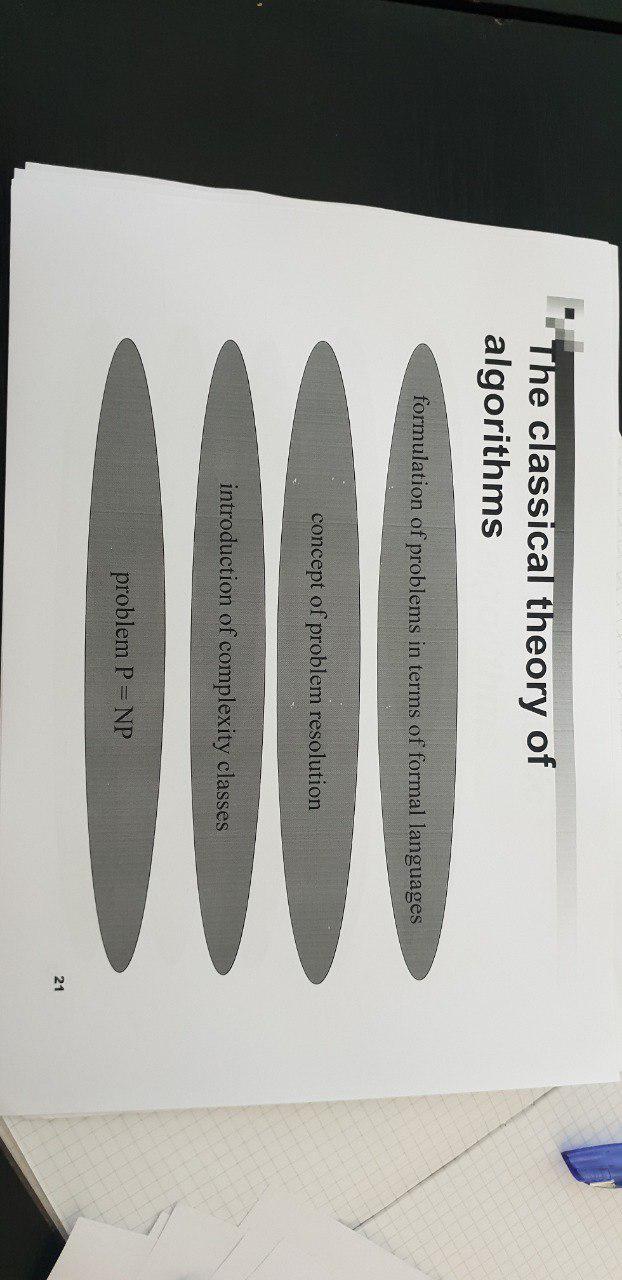 The classical theory of
algorithms
formulation of problems in terms of formal languages
concept of problem resolution
introduction of complexity classes
problem P = NP
21